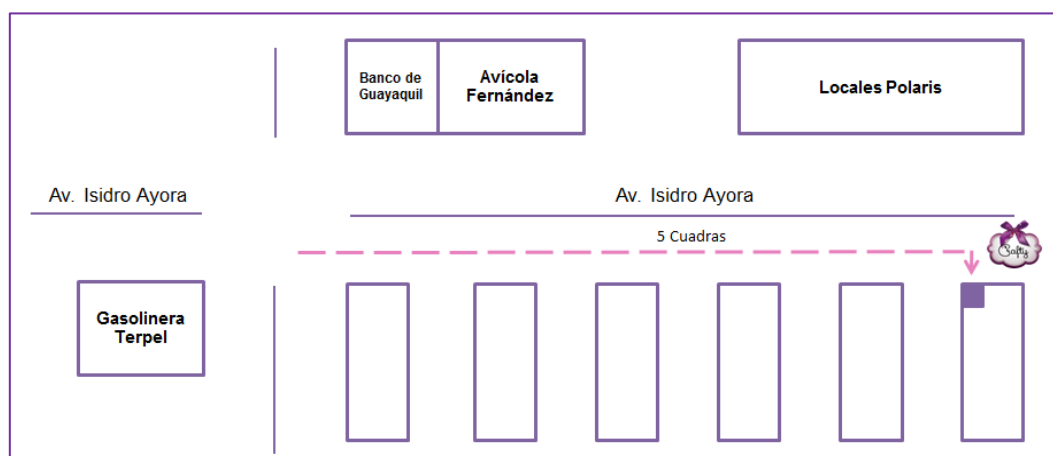 Banco de
Guayaquil
Avícola
Fernández
Locales Polaris
Av. Isidro Ayora
Av. Isidro Ayora
5 Cuadras
Softy
Gasolinera
Terpel